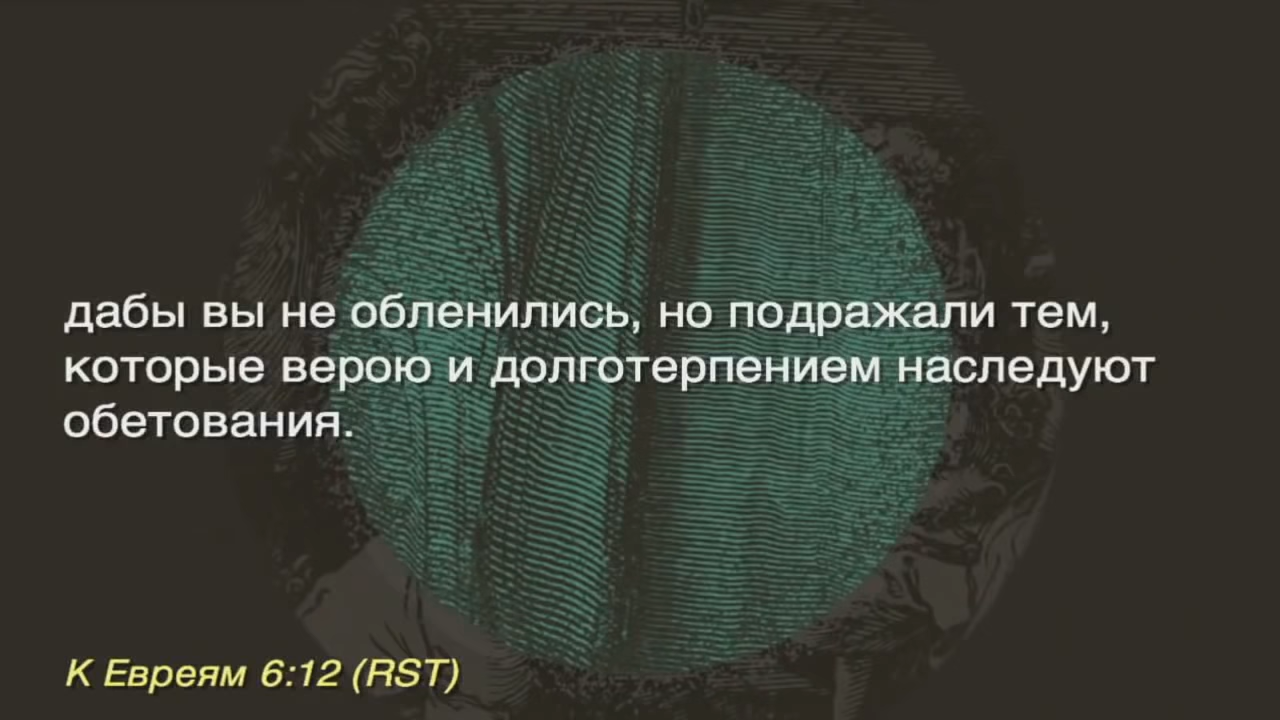 дабы вы не обленились, но подражали тем,
которые верою и долготерпением наследуют
обетования.
К Евреям 6:12 (RST)